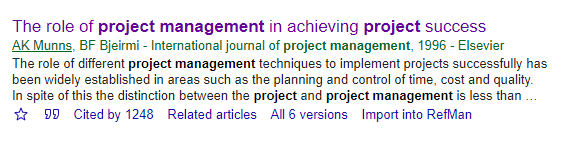 The role of project management in achieving project success
AK Munns, BF Bjeirmi - International journal of project management, 1996 - Elsevier
The role of different project management techniques to implement projects successfully has
been widely established in areas such as the planning and control of time, cost and quality.
In spite of this the distinction between the project and project management is less than …
Cited by 1248 Related articles All 6 versions Import into RefMan